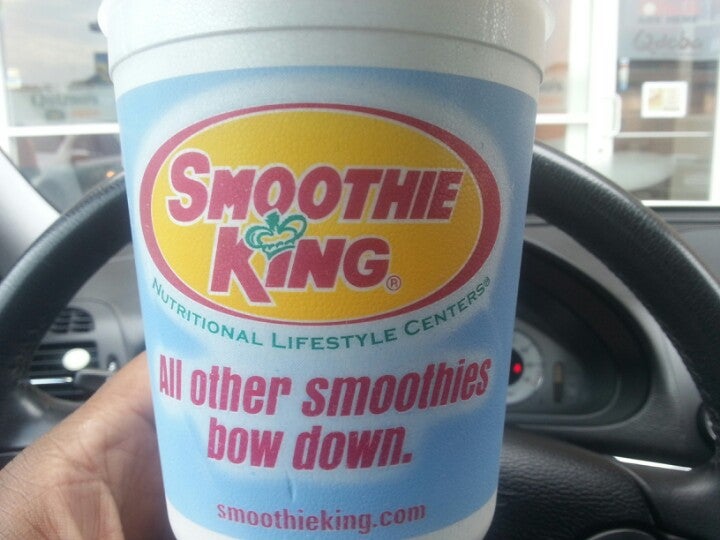 SMOOTHIE
KING®
NUTRITIONAL LIFESTYLE CENTERS®
All other smoothies
bow down.
smoothieking.com